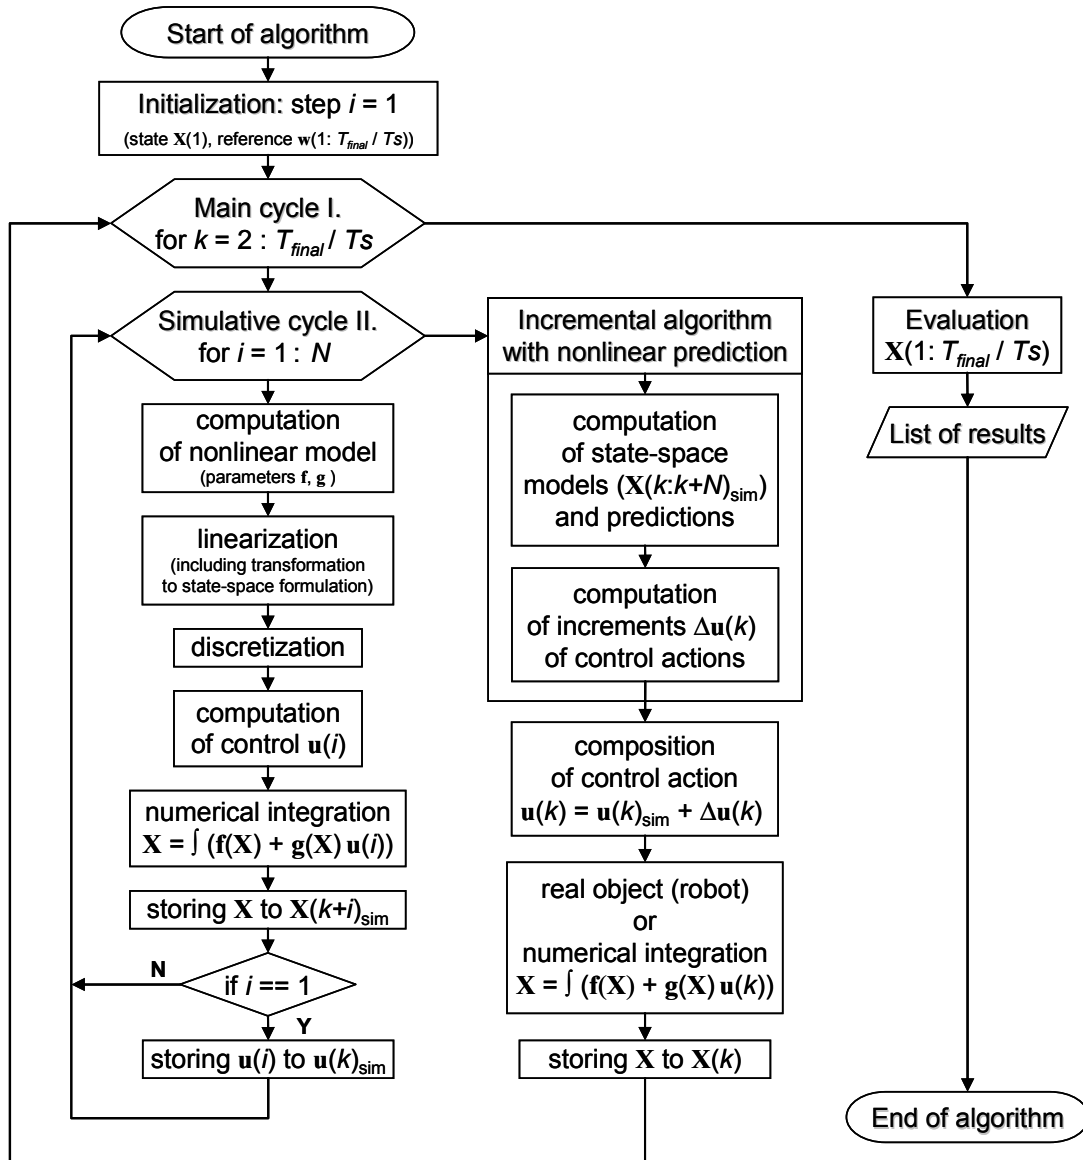 Start of algorithm
Initialization: step i = 1
(state X(1), reference w(1: T_final / Ts))
Main cycle I.
for k = 2 : T_final / Ts
Simulative cycle II.
for i = 1 : N
computation
of nonlinear model
(parameters f, g )
linearization
(including transformation
to state-space formulation)
discretization
computation
of control u(i)
numerical integration
X = ∫ (f(X) + g(X) u(i))
storing X to X(k+i)_sim
N
if i == 1
Y
storing u(i) to u(k)_sim
Incremental algorithm
with nonlinear prediction
computation
of state-space
models (X(k:k+N)_sim)
and predictions
computation
of increments Δu(k)
of control actions
composition
of control action
u(k) = u(k)_sim + Δu(k)
real object (robot)
or
numerical integration
X = ∫ (f(X) + g(X) u(k))
storing X to X(k)
Evaluation
X(1: T_final / Ts)
List of results
End of algorithm